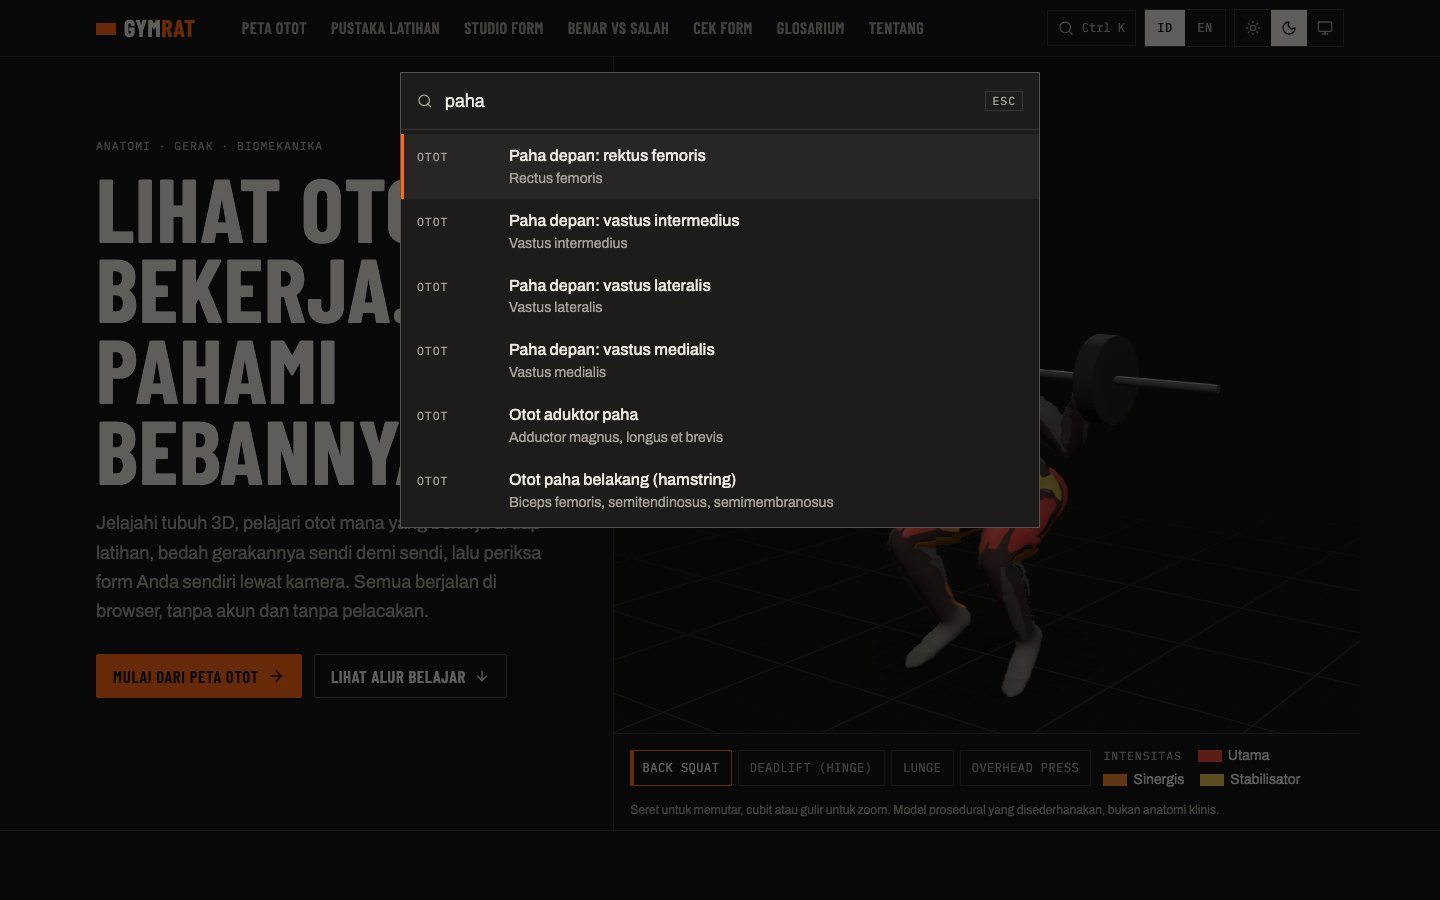 GYMRAT PETA OTOT PUSTAKA LATIHAN STUDIO FORM BENAR VS SALAH CEK FORM GLOSARIUM TENTANG Ctrl K ID EN
paha ESC
OTOT Paha depan: rektus femoris
Rectus femoris
OTOT Paha depan: vastus intermedius
Vastus intermedius
OTOT Paha depan: vastus lateralis
Vastus lateralis
OTOT Paha depan: vastus medialis
Vastus medialis
OTOT Otot aduktor paha
Adductor magnus, longus et brevis
OTOT Otot paha belakang (hamstring)
Biceps femoris, semitendinosus, semimembranosus
ANATOMI · GERAK · BIOMEKANIKA
LIHAT
BEKERJA.
PAHAMI
Jelajahi tubuh 3D, pelajari otot mana
latihan, bedah gerakannya sendi demi sendi, lalu periksa
form Anda sendiri lewat kamera. Semua berjalan di
browser, tanpa akun dan tanpa pelacakan.
MULAI DARI PETA OTOT LIHAT ALUR BELAJAR
BACK SQUAT DEADLIFT (HINGE) LUNGE OVERHEAD PRESS INTENSITAS Utama
Sinergis Stabilisator
Seret untuk memutar, cubit atau gulir untuk zoom. Model prosedural yang disederhanakan, bukan anatomi klinis.